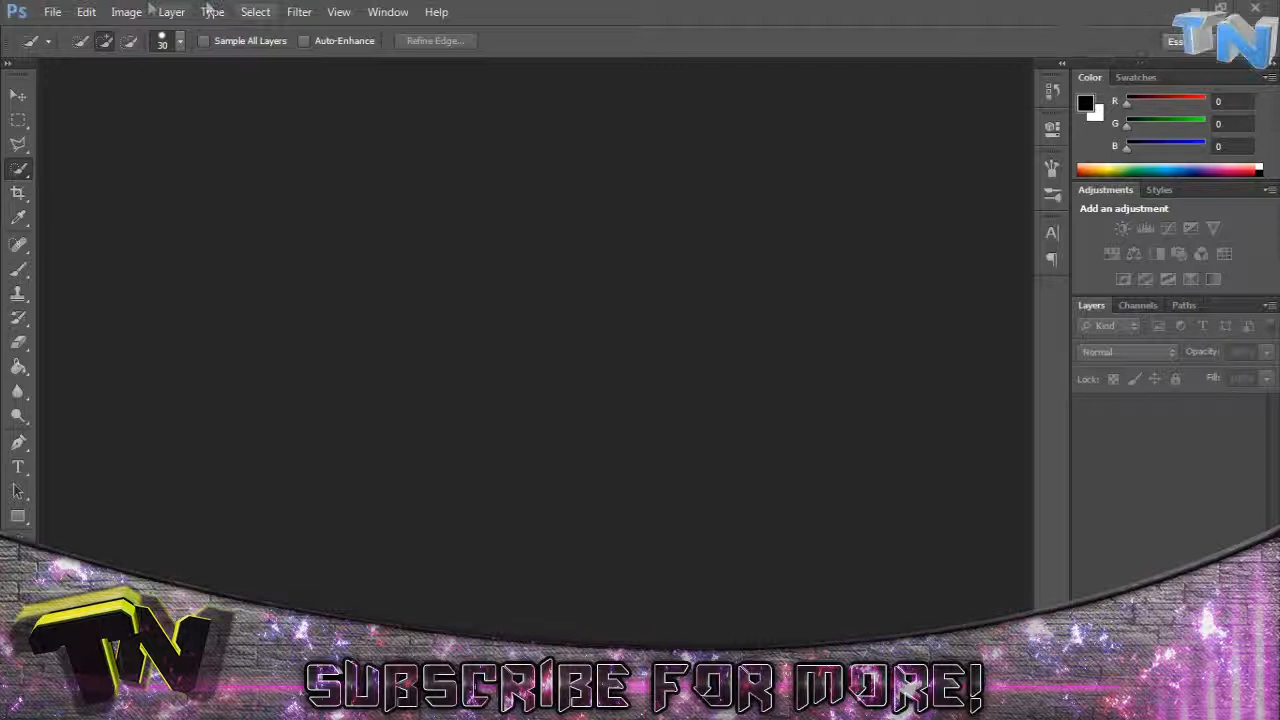 Ps File Edit Image Layer Type Select Filter View Window Help
30 Sample All Layers Auto-Enhance Refine Edge... Ess
TN
Color Swatches
R 0
G 0
B 0
Adjustments Styles
Add an adjustment
Layers Channels Paths
Kind
Normal Opacity:
Lock: Fill:
TN
SUBSCRIBE FOR MORE!